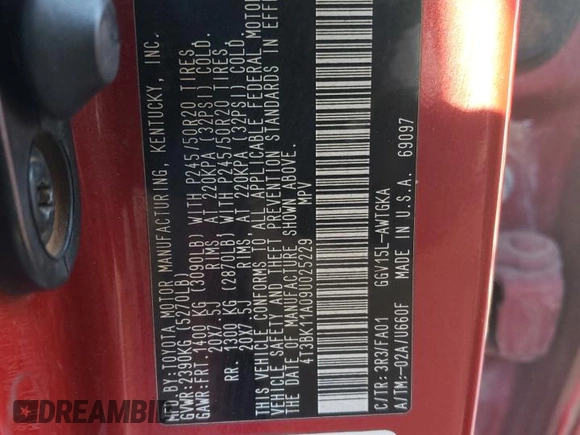 MFD.BY:TOYOTA MOTOR MANUFACTURING, KENTUCKY, INC.
GVWR:2390KG (5270LB)
GAWR:FRT. 1400 KG (3090LB) WITH P245/50R20 TIRES,
20X7.5J RIMS, AT 220KPA (32PSI) COLD.
RR. 1300 KG (2870LB) WITH P245/50R20 TIRES,
20X7.5J RIMS, AT 220KPA (32PSI) COLD.
THIS VEHICLE CONFORMS TO ALL APPLICABLE FEDERAL MOTOR
VEHICLE SAFETY AND THEFT PREVENTION STANDARDS IN EFFE
THE DATE OF MANUFACTURE SHOWN ABOVE.
4T3BK11A09U025229 MPV
C/TR:3R3/FA01 GGV15L-AWTGKA
A/TM:-02A/U660F MADE IN U.S.A. 69097
DREAMBID